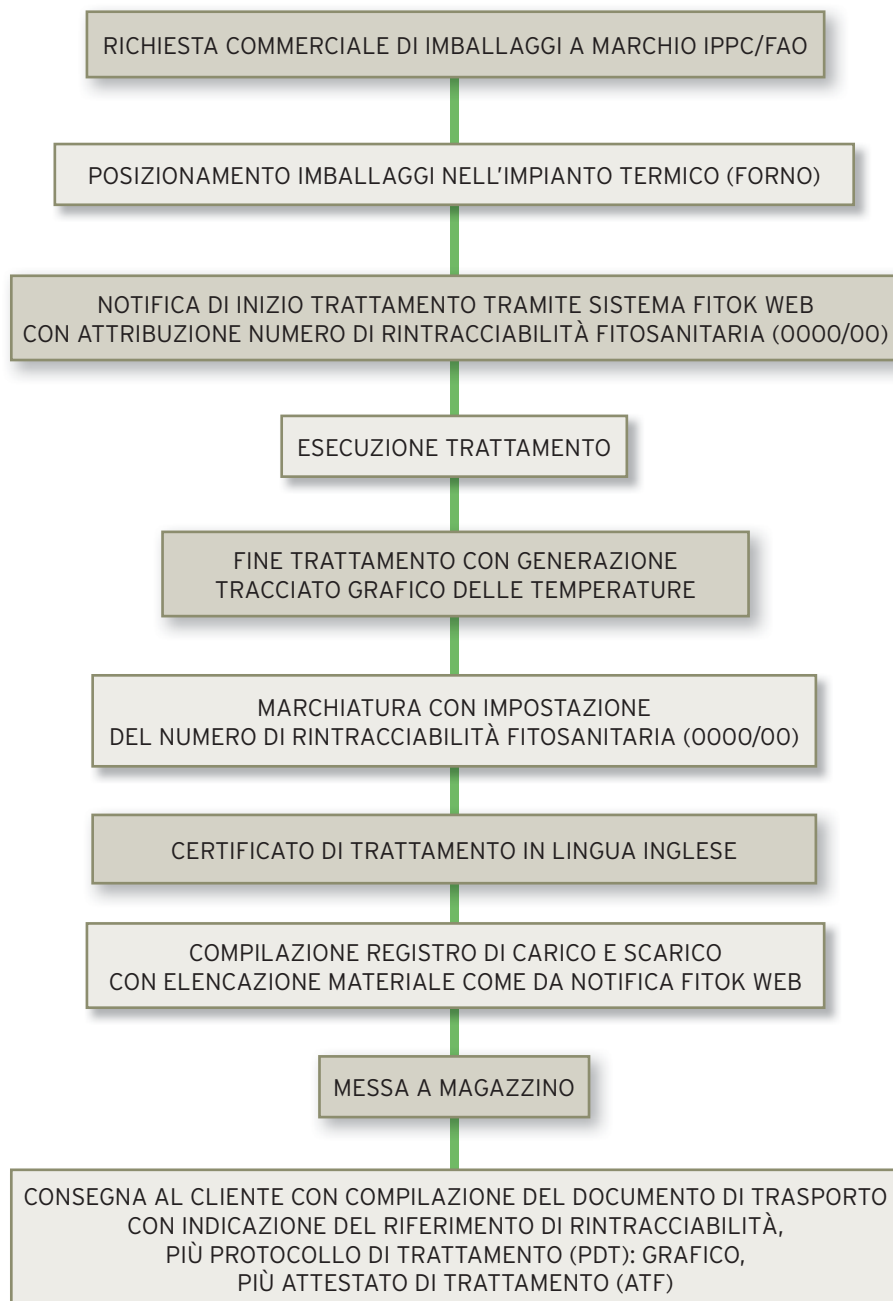 RICHIESTA COMMERCIALE DI IMBALLAGGI A MARCHIO IPPC/FAO
POSIZIONAMENTO IMBALLAGGI NELL’IMPIANTO TERMICO (FORNO)
NOTIFICA DI INIZIO TRATTAMENTO TRAMITE SISTEMA FITOK WEB
CON ATTRIBUZIONE NUMERO DI RINTRACCIABILITÀ FITOSANITARIA (0000/00)
ESECUZIONE TRATTAMENTO
FINE TRATTAMENTO CON GENERAZIONE
TRACCIATO GRAFICO DELLE TEMPERATURE
MARCHIATURA CON IMPOSTAZIONE
DEL NUMERO DI RINTRACCIABILITÀ FITOSANITARIA (0000/00)
CERTIFICATO DI TRATTAMENTO IN LINGUA INGLESE
COMPILAZIONE REGISTRO DI CARICO E SCARICO
CON ELENCAZIONE MATERIALE COME DA NOTIFICA FITOK WEB
MESSA A MAGAZZINO
CONSEGNA AL CLIENTE CON COMPILAZIONE DEL DOCUMENTO DI TRASPORTO
CON INDICAZIONE DEL RIFERIMENTO DI RINTRACCIABILITÀ,
PIÙ PROTOCOLLO DI TRATTAMENTO (PDT): GRAFICO,
PIÙ ATTESTATO DI TRATTAMENTO (ATF)